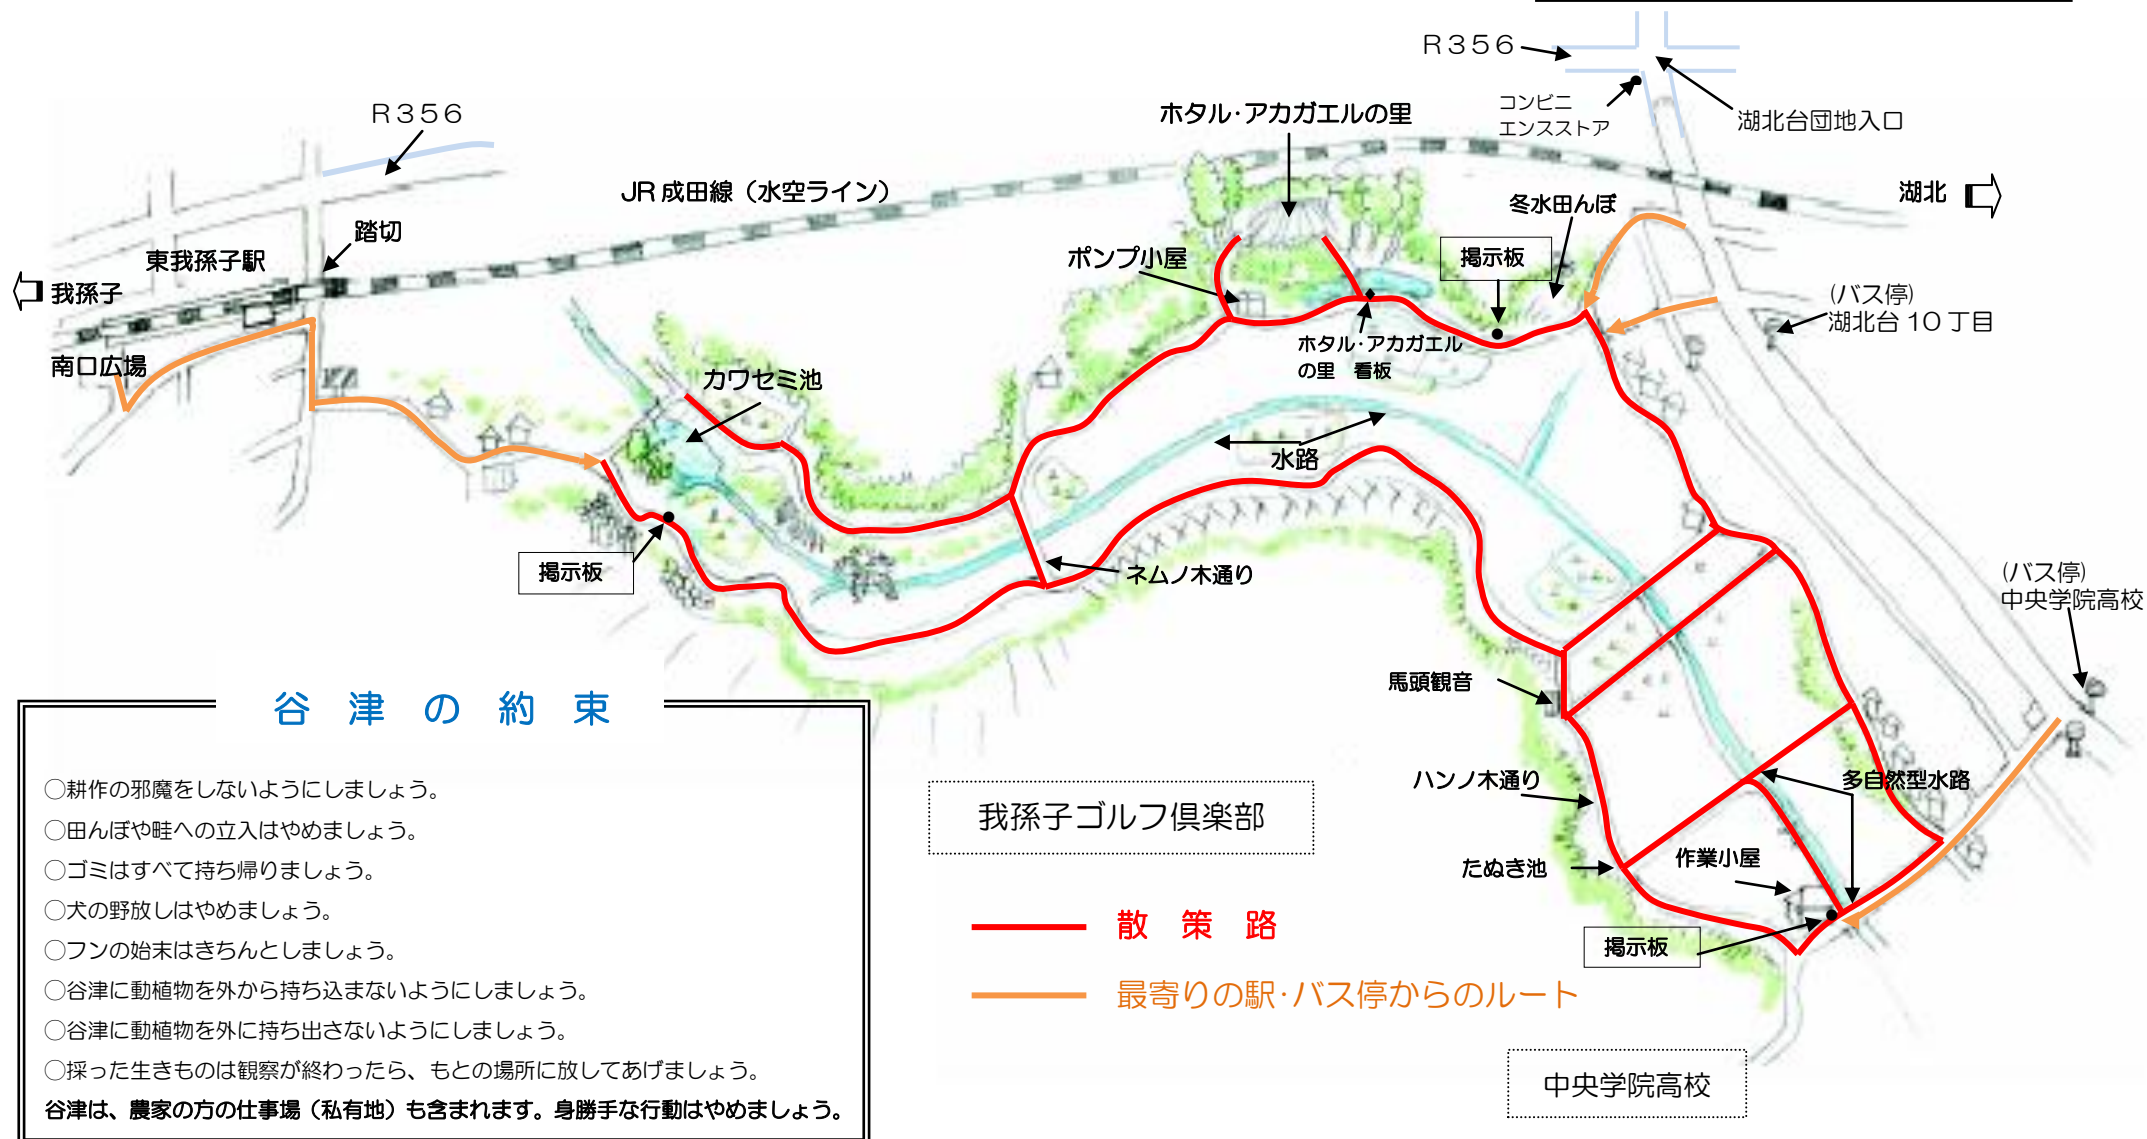 R356
コンビニ
エンスストア
湖北台団地入口
R356
ホタル・アカガエルの里
JR成田線（水空ライン）
湖北
踏切
冬水田んぼ
東我孫子駅
ポンプ小屋
掲示板
我孫子
(バス停)
湖北台10丁目
南口広場
ホタル・アカガエル
の里 看板
カワセミ池
水路
掲示板
ネムノ木通り
(バス停)
中央学院高校
馬頭観音
ハンノ木通り
多自然型水路
たぬき池
作業小屋
掲示板
谷津の約束
○耕作の邪魔をしないようにしましょう。
○田んぼや畦への立入はやめましょう。
○ゴミはすべて持ち帰りましょう。
○犬の野放しはやめましょう。
○フンの始末はきちんとしましょう。
○谷津に動植物を外から持ち込まないようにしましょう。
○谷津に動植物を外に持ち出さないようにしましょう。
○採った生きものは観察が終わったら、もとの場所に放してあげましょう。
谷津は、農家の方の仕事場（私有地）も含まれます。身勝手な行動はやめましょう。
我孫子ゴルフ倶楽部
散策路
最寄りの駅・バス停からのルート
中央学院高校